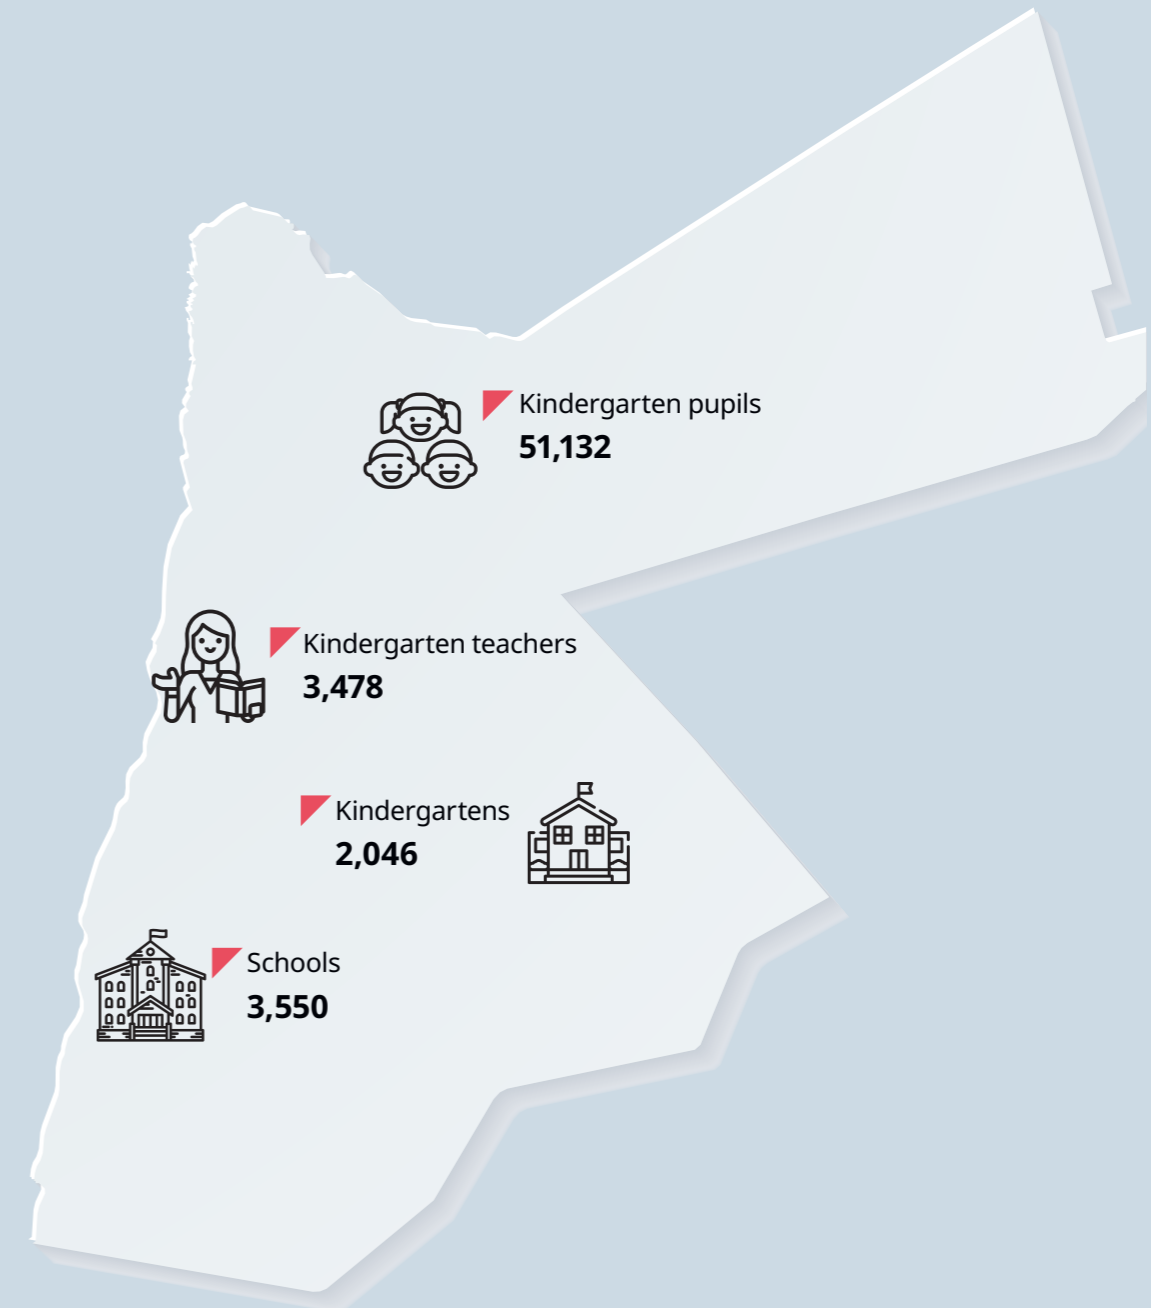 Kindergarten pupils
51,132
Kindergarten teachers
3,478
Kindergartens
2,046
Schools
3,550